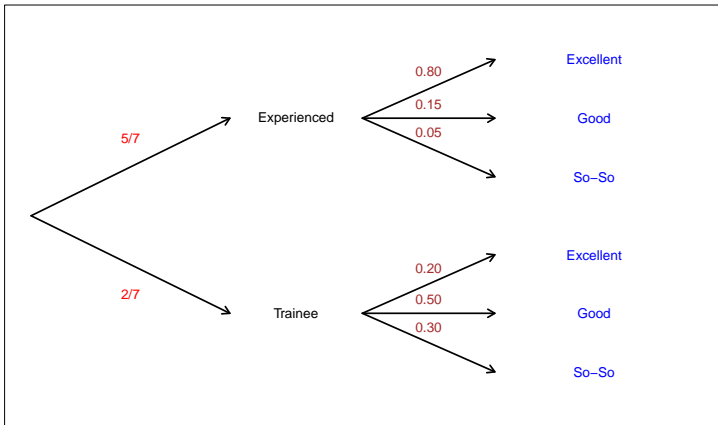 Excellent
0.80
Experienced
0.15
Good
0.05
5/7
So−So
Excellent
0.20
2/7
Trainee
0.50
Good
0.30
So−So